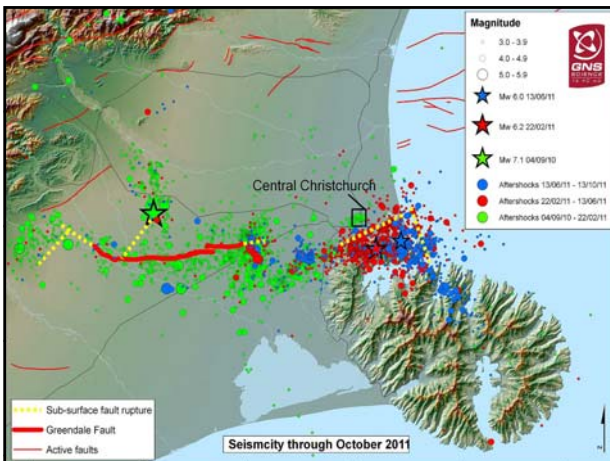 Magnitude
3.0 - 3.9
4.0 - 4.9
5.0 - 5.9
Mw 6.0 13/06/11
Mw 6.2 22/02/11
Mw 7.1 04/09/10
Aftershocks 13/06/11 - 13/10/11
Aftershocks 22/02/11 - 13/06/11
Aftershocks 04/09/10 - 22/02/11
GNS
SCIENCE
Central Christchurch
Sub-surface fault rupture
Greendale Fault
Active faults
Seismcity through October 2011